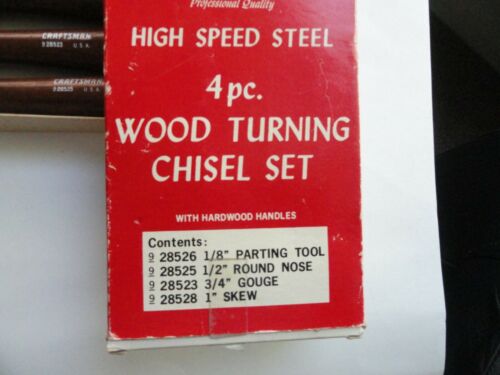 Professional Quality
HIGH SPEED STEEL
4 pc.
WOOD TURNING
CHISEL SET
WITH HARDWOOD HANDLES
Contents:
9 28526 1/8" PARTING TOOL
9 28525 1/2" ROUND NOSE
9 28523 3/4" GOUGE
9 28528 1" SKEW
CRAFTSMAN
9 28523 U.S.A.
CRAFTSMAN
9 28525 U.S.A.